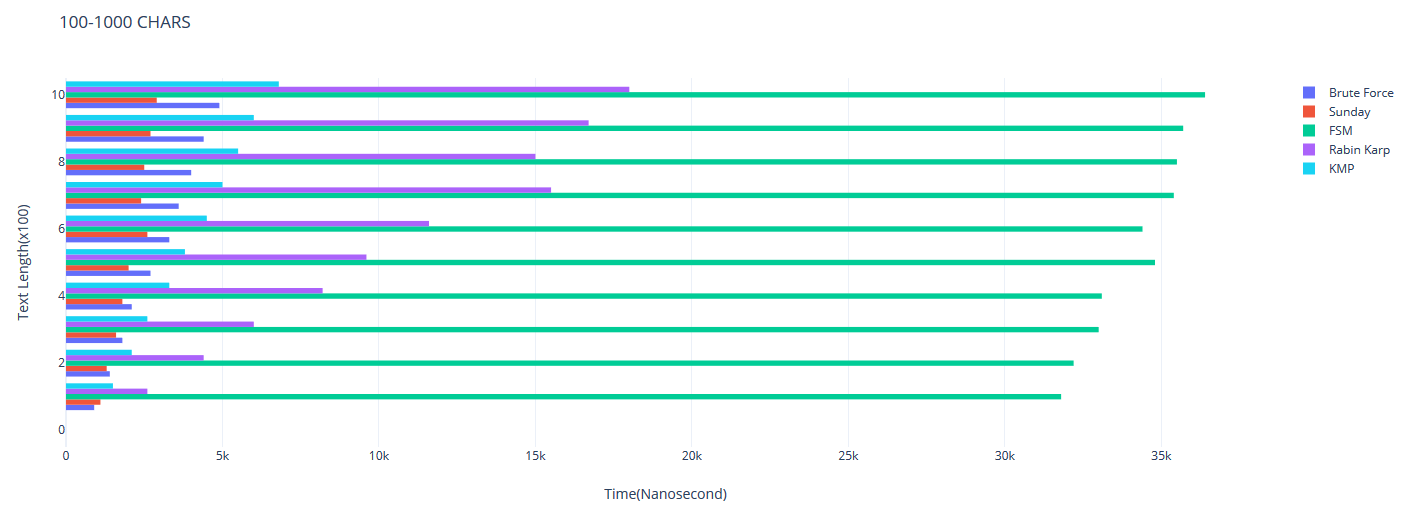 100-1000 CHARS
Text Length(x100)
10
8
6
4
2
0
0 5k 10k 15k 20k 25k 30k 35k
Time(Nanosecond)
Brute Force
Sunday
FSM
Rabin Karp
KMP